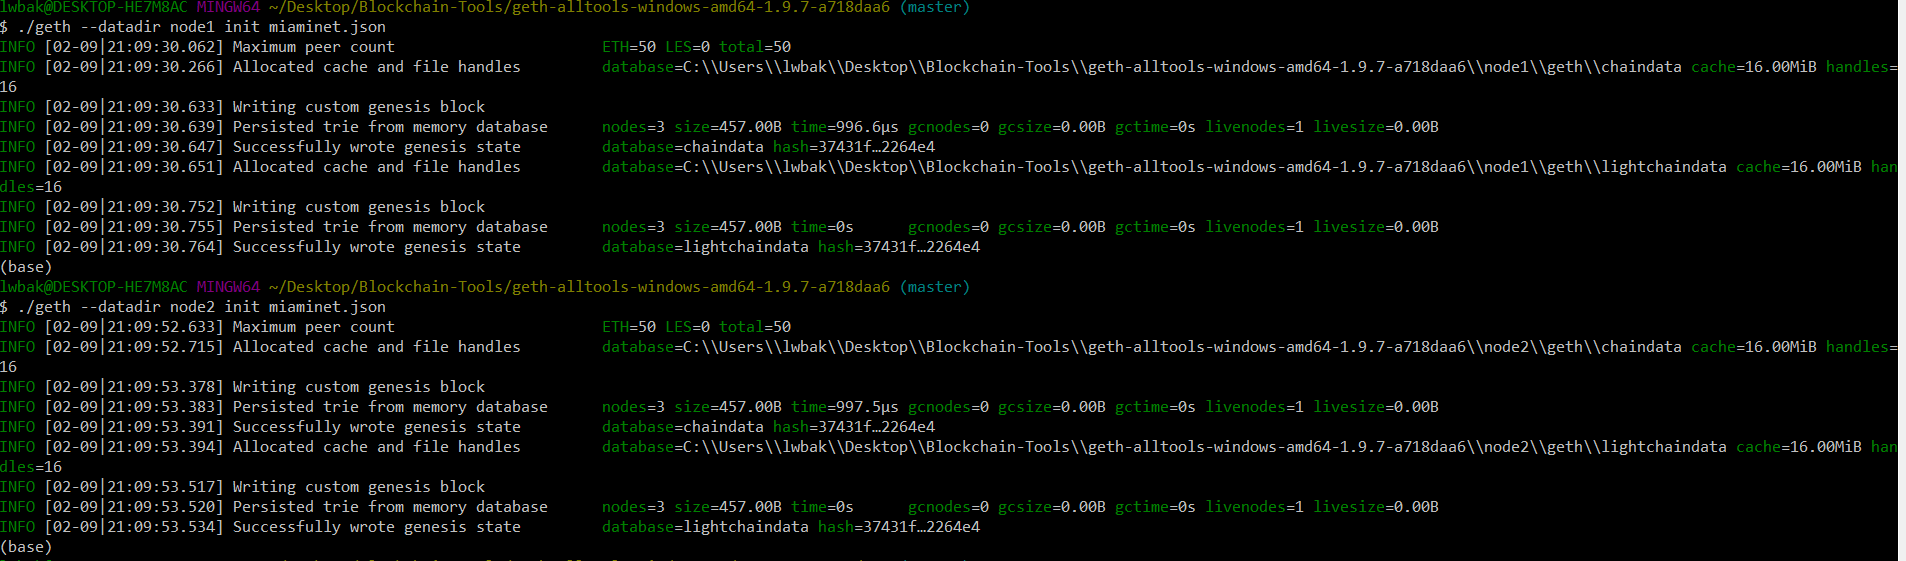 lwbak@DESKTOP-HE7M8AC MINGW64 ~/Desktop/Blockchain-Tools/geth-alltools-windows-amd64-1.9.7-a718daa6 (master)
$ ./geth --datadir node1 init miaminet.json
INFO [02-09|21:09:30.062] Maximum peer count                       ETH=50 LES=0 total=50
INFO [02-09|21:09:30.266] Allocated cache and file handles         database=C:\\Users\\lwbak\\Desktop\\Blockchain-Tools\\geth-alltools-windows-amd64-1.9.7-a718daa6\\node1\\geth\\chaindata cache=16.00MiB handles=
16
INFO [02-09|21:09:30.633] Writing custom genesis block
INFO [02-09|21:09:30.639] Persisted trie from memory database      nodes=3 size=457.00B time=996.6µs gcnodes=0 gcsize=0.00B gctime=0s livenodes=1 livesize=0.00B
INFO [02-09|21:09:30.647] Successfully wrote genesis state         database=chaindata hash=37431f…2264e4
INFO [02-09|21:09:30.651] Allocated cache and file handles         database=C:\\Users\\lwbak\\Desktop\\Blockchain-Tools\\geth-alltools-windows-amd64-1.9.7-a718daa6\\node1\\geth\\lightchaindata cache=16.00MiB han
dles=16
INFO [02-09|21:09:30.752] Writing custom genesis block
INFO [02-09|21:09:30.755] Persisted trie from memory database      nodes=3 size=457.00B time=0s      gcnodes=0 gcsize=0.00B gctime=0s livenodes=1 livesize=0.00B
INFO [02-09|21:09:30.764] Successfully wrote genesis state         database=lightchaindata hash=37431f…2264e4
(base)
lwbak@DESKTOP-HE7M8AC MINGW64 ~/Desktop/Blockchain-Tools/geth-alltools-windows-amd64-1.9.7-a718daa6 (master)
$ ./geth --datadir node2 init miaminet.json
INFO [02-09|21:09:52.633] Maximum peer count                       ETH=50 LES=0 total=50
INFO [02-09|21:09:52.715] Allocated cache and file handles         database=C:\\Users\\lwbak\\Desktop\\Blockchain-Tools\\geth-alltools-windows-amd64-1.9.7-a718daa6\\node2\\geth\\chaindata cache=16.00MiB handles=
16
INFO [02-09|21:09:53.378] Writing custom genesis block
INFO [02-09|21:09:53.383] Persisted trie from memory database      nodes=3 size=457.00B time=997.5µs gcnodes=0 gcsize=0.00B gctime=0s livenodes=1 livesize=0.00B
INFO [02-09|21:09:53.391] Successfully wrote genesis state         database=chaindata hash=37431f…2264e4
INFO [02-09|21:09:53.394] Allocated cache and file handles         database=C:\\Users\\lwbak\\Desktop\\Blockchain-Tools\\geth-alltools-windows-amd64-1.9.7-a718daa6\\node2\\geth\\lightchaindata cache=16.00MiB han
dles=16
INFO [02-09|21:09:53.517] Writing custom genesis block
INFO [02-09|21:09:53.520] Persisted trie from memory database      nodes=3 size=457.00B time=0s      gcnodes=0 gcsize=0.00B gctime=0s livenodes=1 livesize=0.00B
INFO [02-09|21:09:53.534] Successfully wrote genesis state         database=lightchaindata hash=37431f…2264e4
(base)